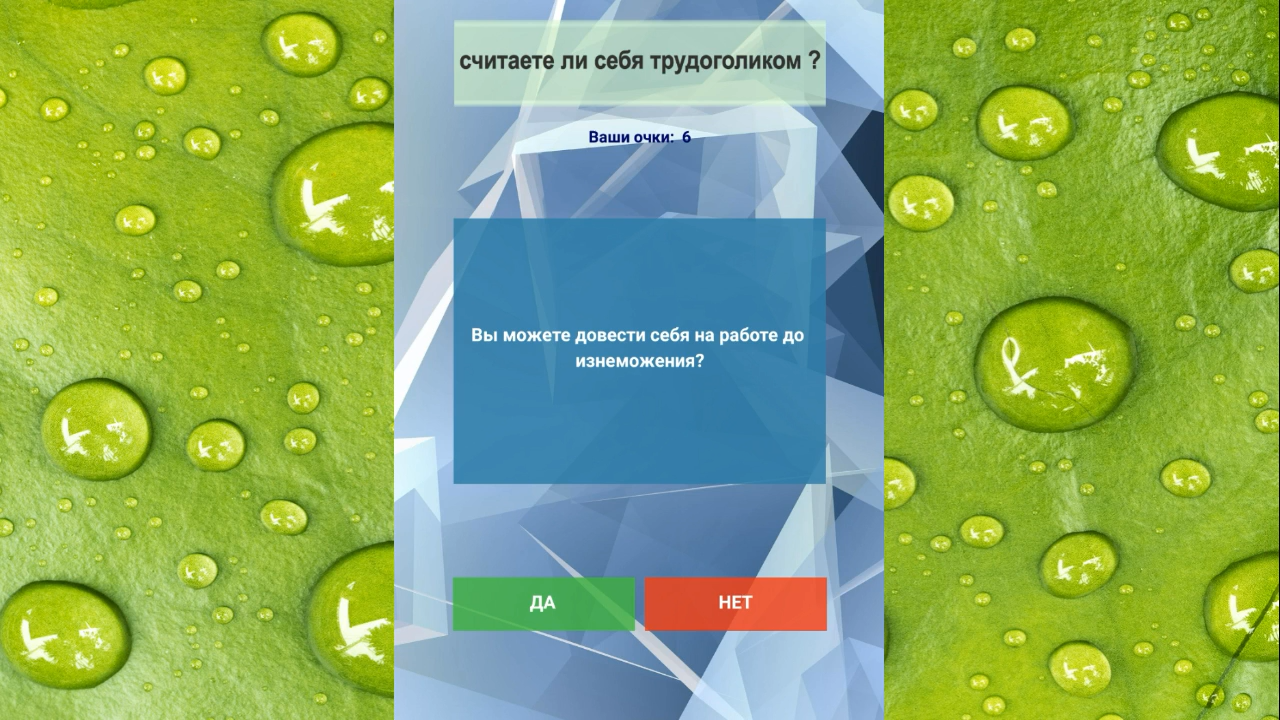 считаете ли себя трудоголиком ?
Ваши очки: 6
Вы можете довести себя на работе до
изнеможения?
ДА
НЕТ